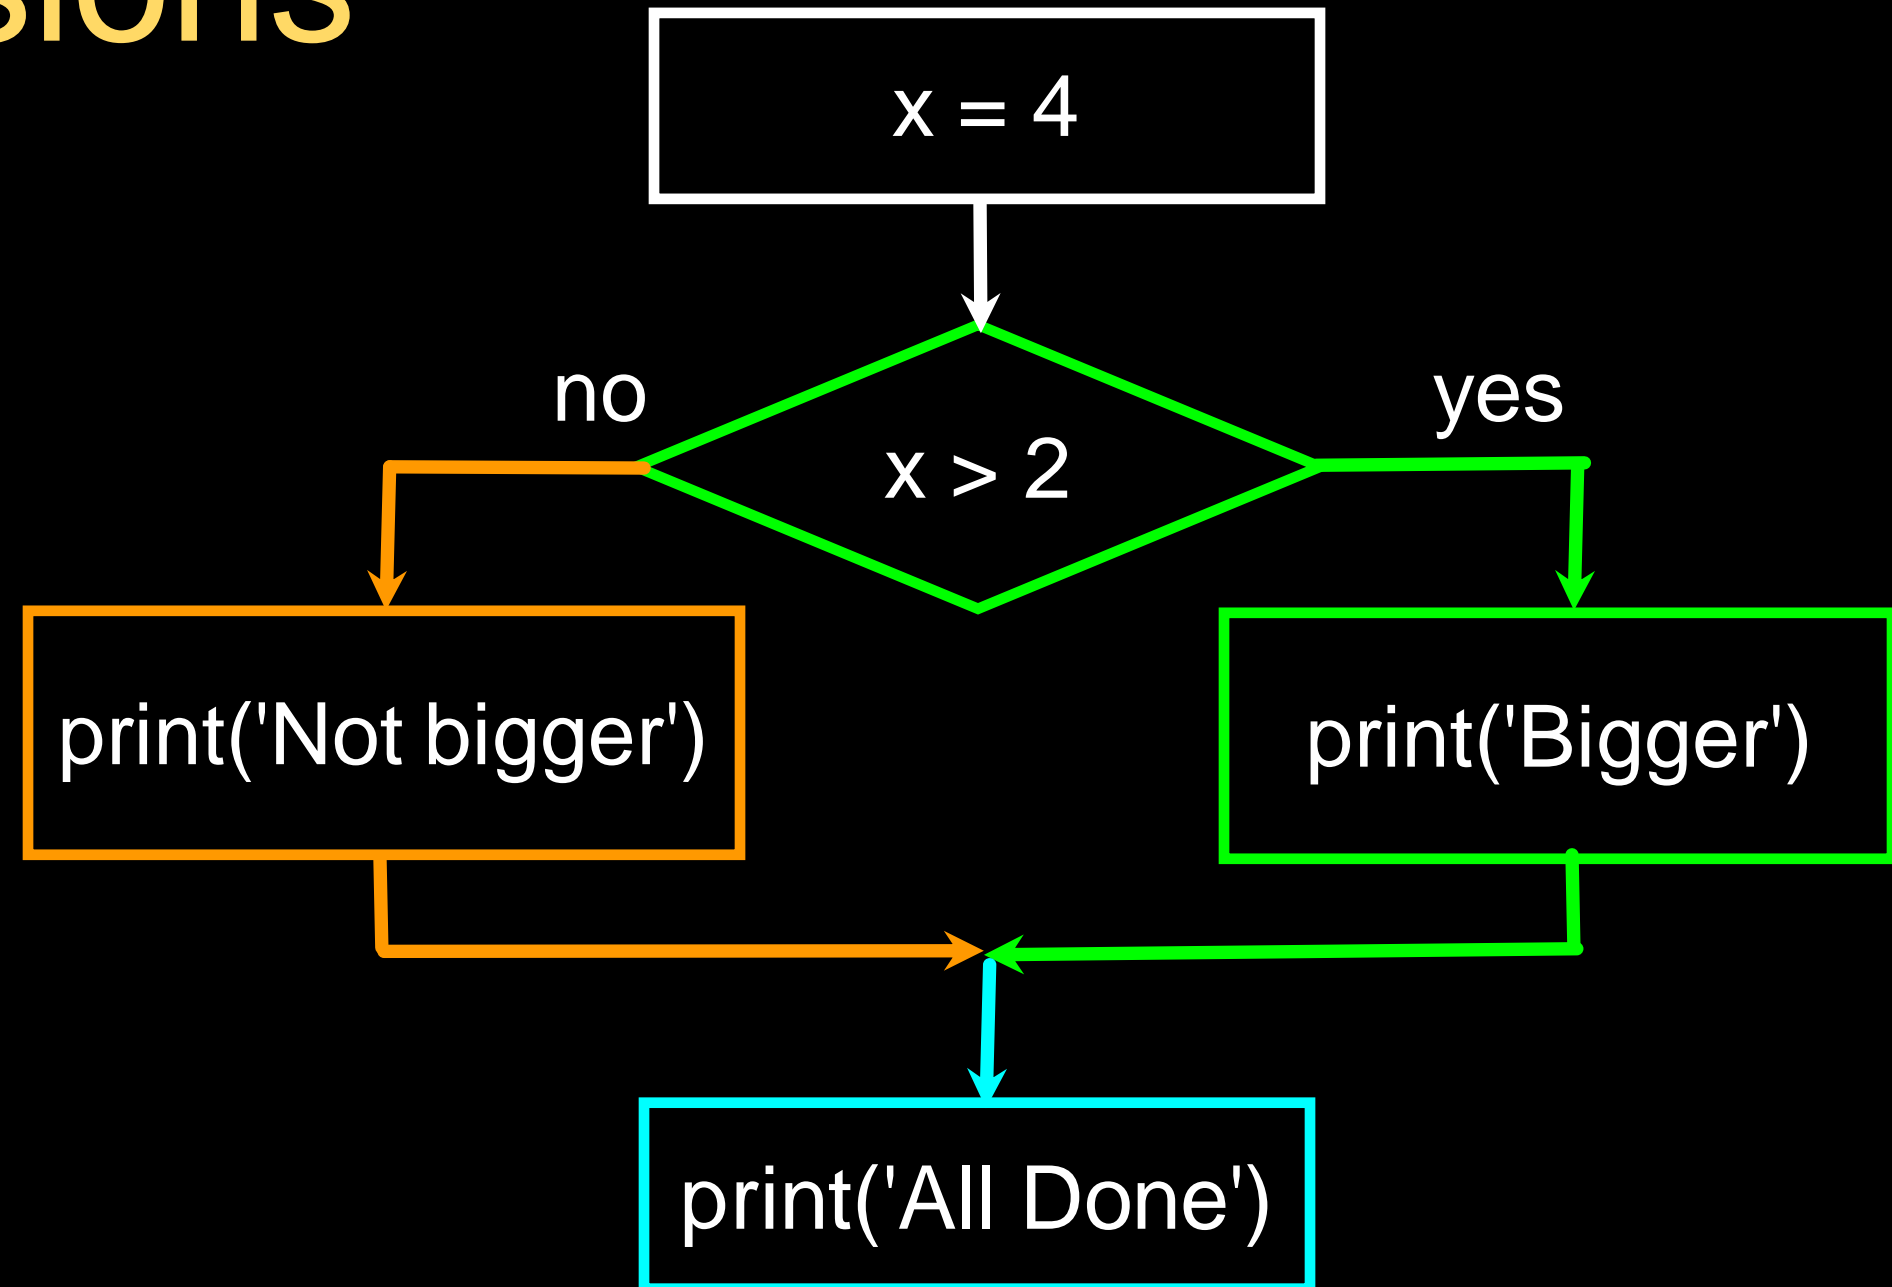 x = 4
no
yes
x > 2
print('Not bigger')
print('Bigger')
print('All Done')